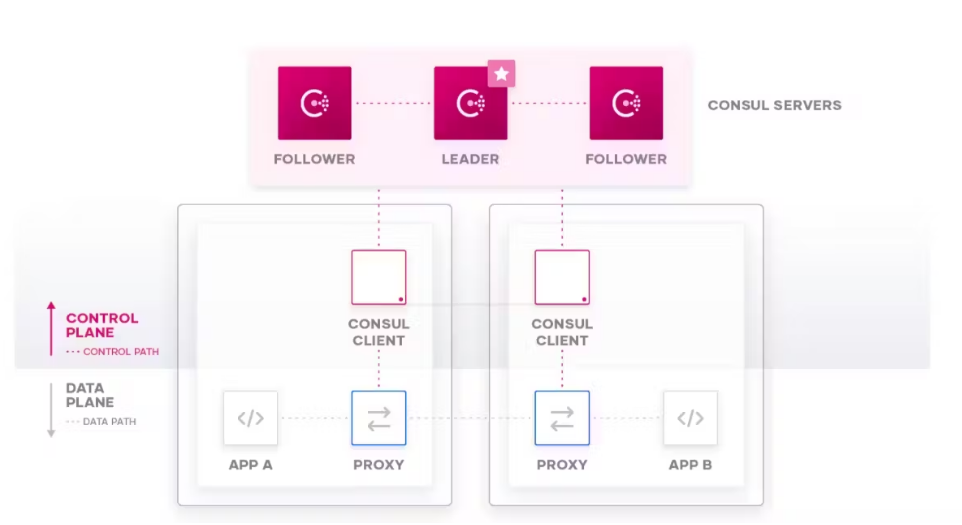 FOLLOWER
LEADER
FOLLOWER
CONSUL SERVERS
CONSUL
CLIENT
CONSUL
CLIENT
CONTROL
PLANE
--- CONTROL PATH
DATA
PLANE
--- DATA PATH
</>
APP A
PROXY
PROXY
</>
APP B